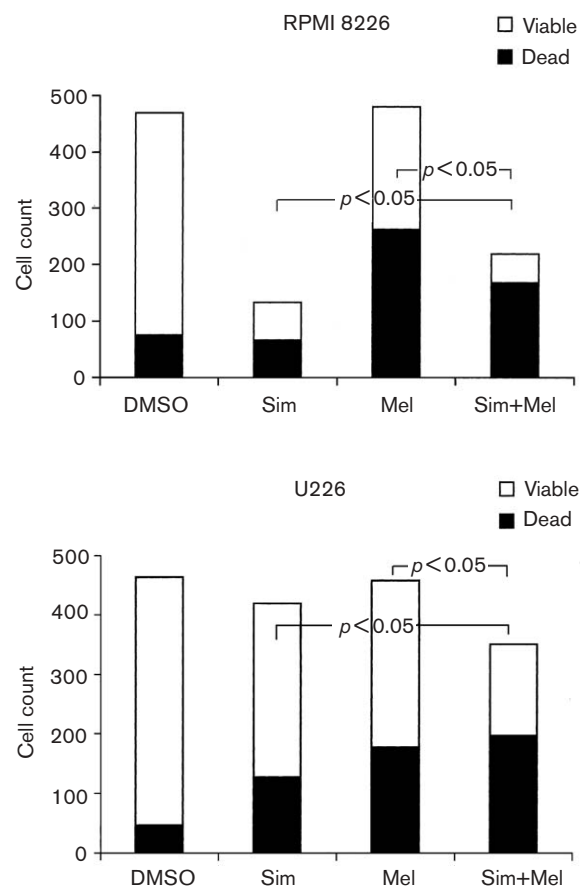 RPMI 8226
Viable
Dead
500
400
300
200
100
0
Cell count
p<0.05
p<0.05
DMSO Sim Mel Sim+Mel
U226
Viable
Dead
500
400
300
200
100
0
Cell count
p<0.05
p<0.05
DMSO Sim Mel Sim+Mel